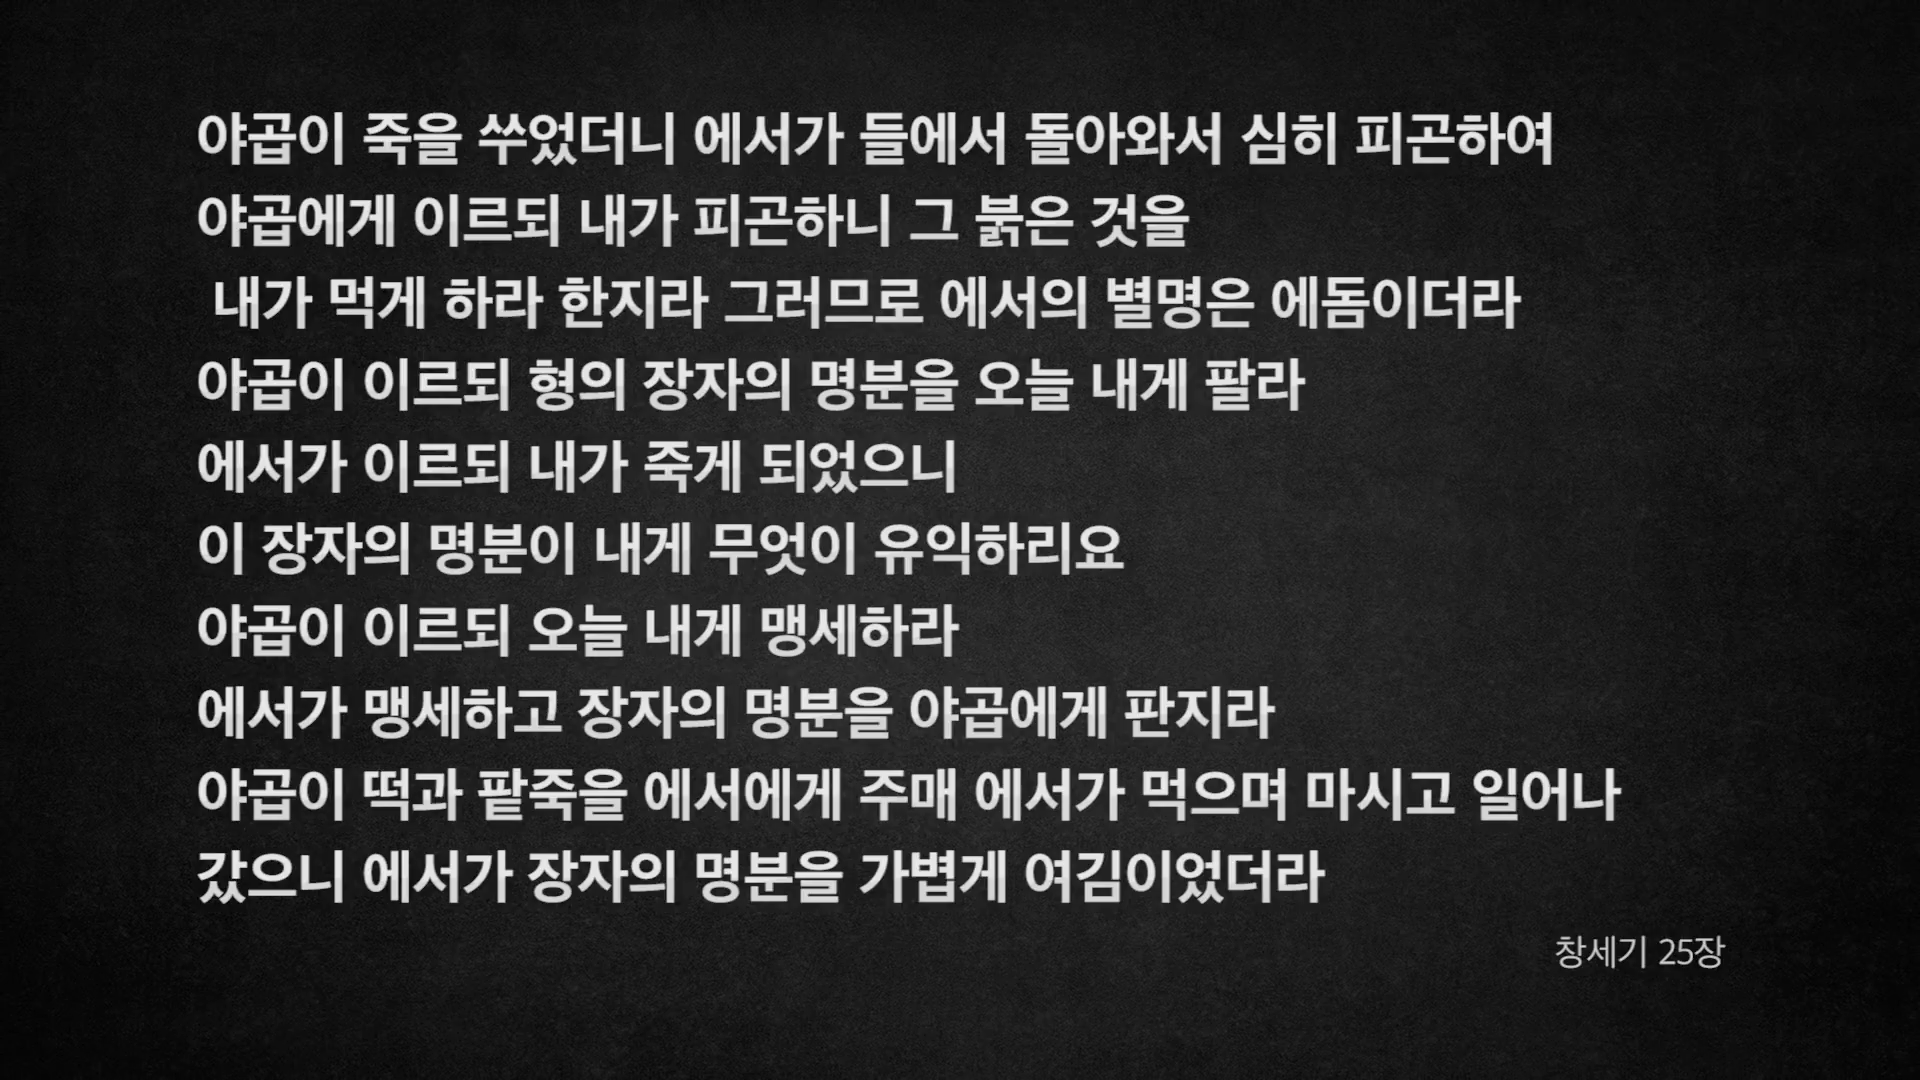 야곱이 죽을 쑤었더니 에서가 들에서 돌아와서 심히 피곤하여
야곱에게 이르되 내가 피곤하니 그 붉은 것을
내가 먹게 하라 한지라 그러므로 에서의 별명은 에돔이더라
야곱이 이르되 형의 장자의 명분을 오늘 내게 팔라
에서가 이르되 내가 죽게 되었으니
이 장자의 명분이 내게 무엇이 유익하리요
야곱이 이르되 오늘 내게 맹세하라
에서가 맹세하고 장자의 명분을 야곱에게 판지라
야곱이 떡과 팥죽을 에서에게 주매 에서가 먹으며 마시고 일어나
갔으니 에서가 장자의 명분을 가볍게 여김이었더라
창세기 25장